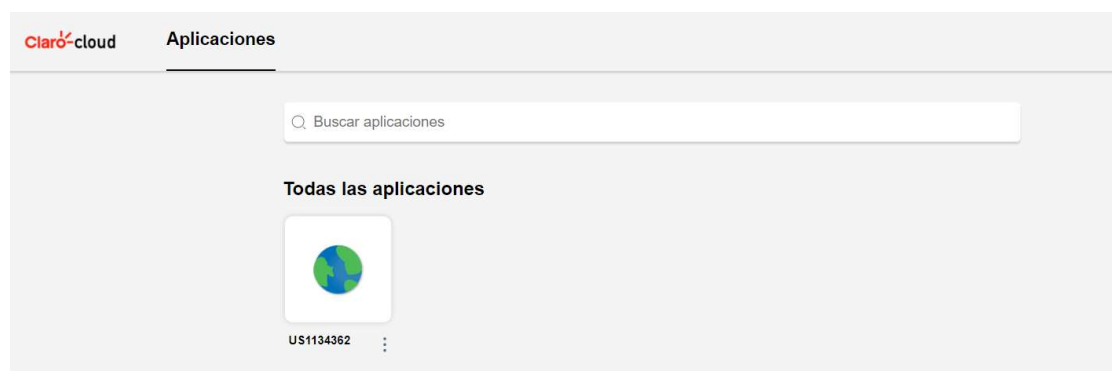 Claro-cloud
Aplicaciones
Buscar aplicaciones
Todas las aplicaciones
US1134362